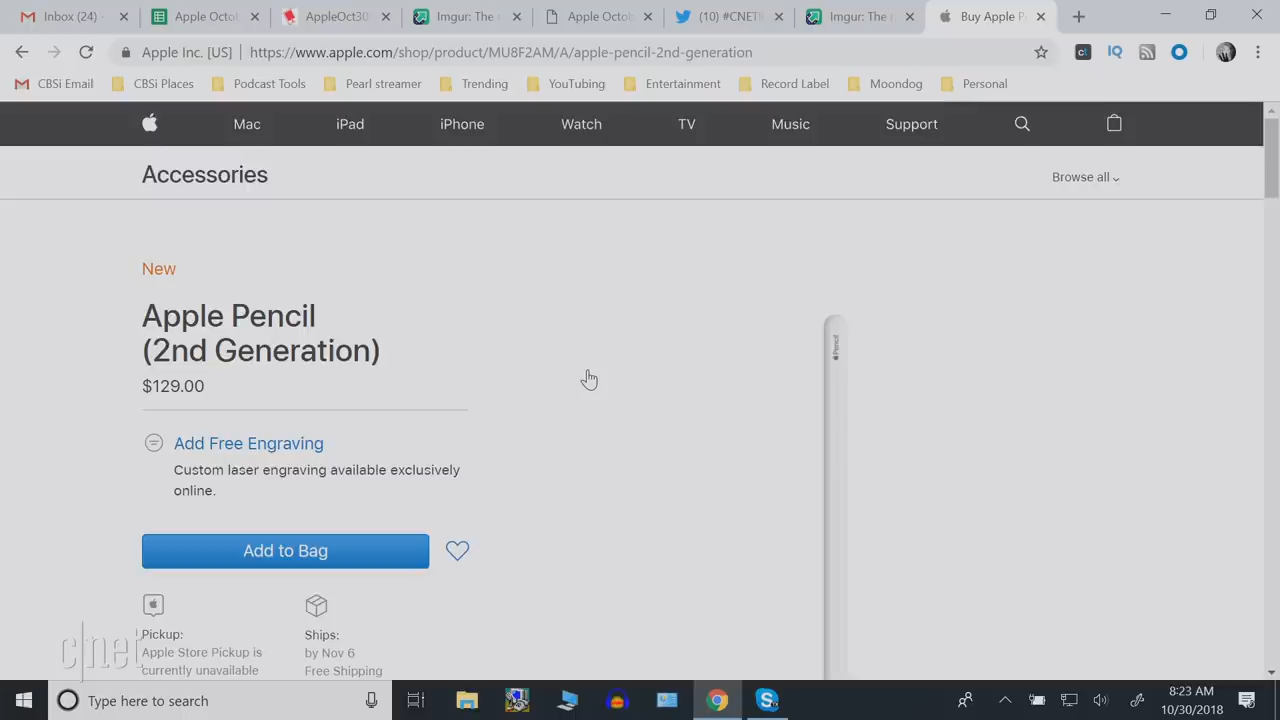 Inbox (24) -
Apple Octob
AppleOct30
Imgur: The
Apple Octob
(10) #CNET
Imgur: The
Buy Apple P
Apple Inc. [US] | https://www.apple.com/shop/product/MU8F2AM/A/apple-pencil-2nd-generation
CBSi Email CBSi Places Podcast Tools Pearl streamer Trending YouTubing Entertainment Record Label Moondog Personal
Mac iPad iPhone Watch TV Music Support
Accessories
Browse all
New
Apple Pencil
(2nd Generation)
$129.00
Pencil
Add Free Engraving
Custom laser engraving available exclusively
online.
Add to Bag
Pickup:
Apple Store Pickup is
currently unavailable
Ships:
by Nov 6
Free Shipping
c|net
Type here to search
8:23 AM
10/30/2018